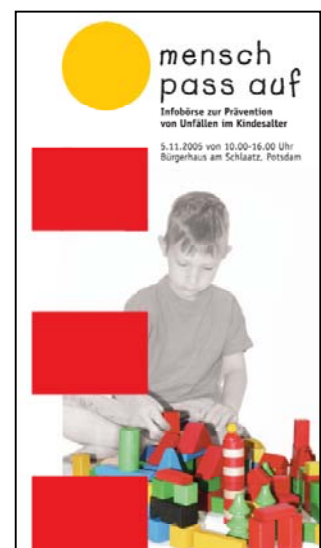 mensch
pass auf
Infobörse zur Prävention
von Unfällen im Kindesalter
5.11.2005 von 10.00-16.00 Uhr
Bürgerhaus am Schlaatz, Potsdam